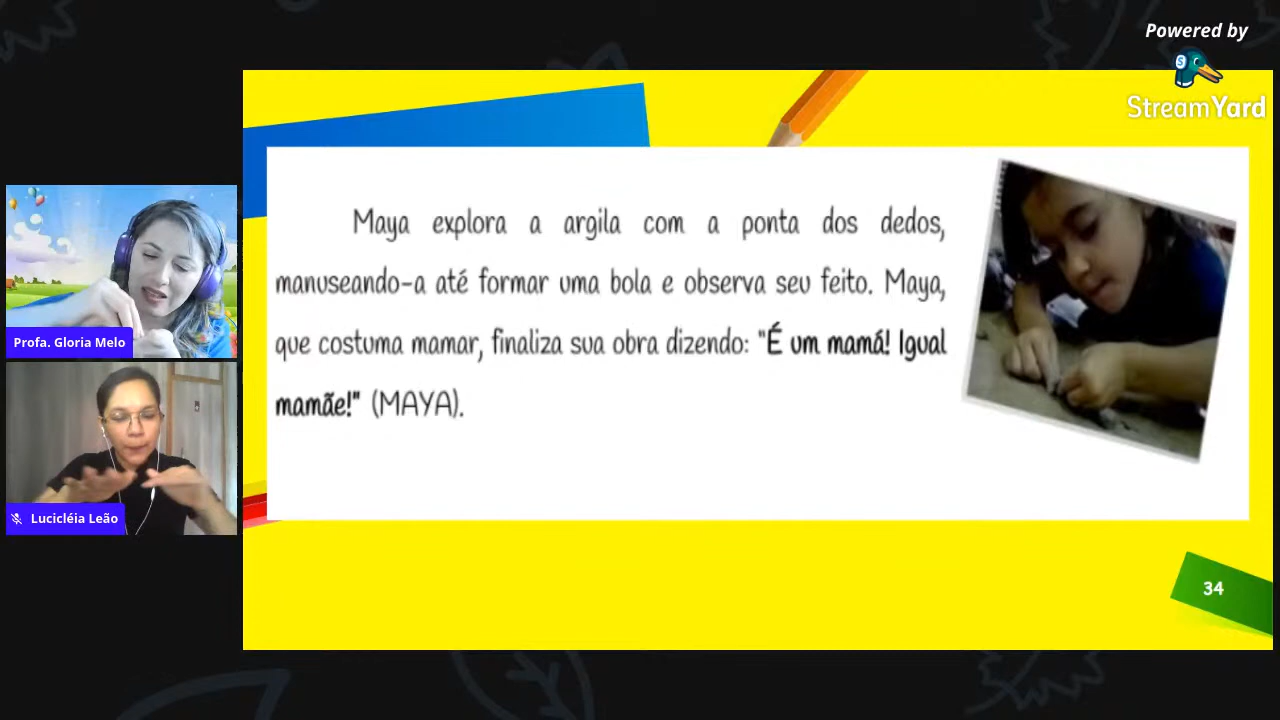 Powered by
StreamYard
Maya explora a argila com a ponta dos dedos,
manuseando-a até formar uma bola e observa seu feito. Maya,
que costuma mamar, finaliza sua obra dizendo: "É um mamá! Igual
mamãe!" (MAYA).
Profa. Gloria Melo
Lucicléia Leão
34